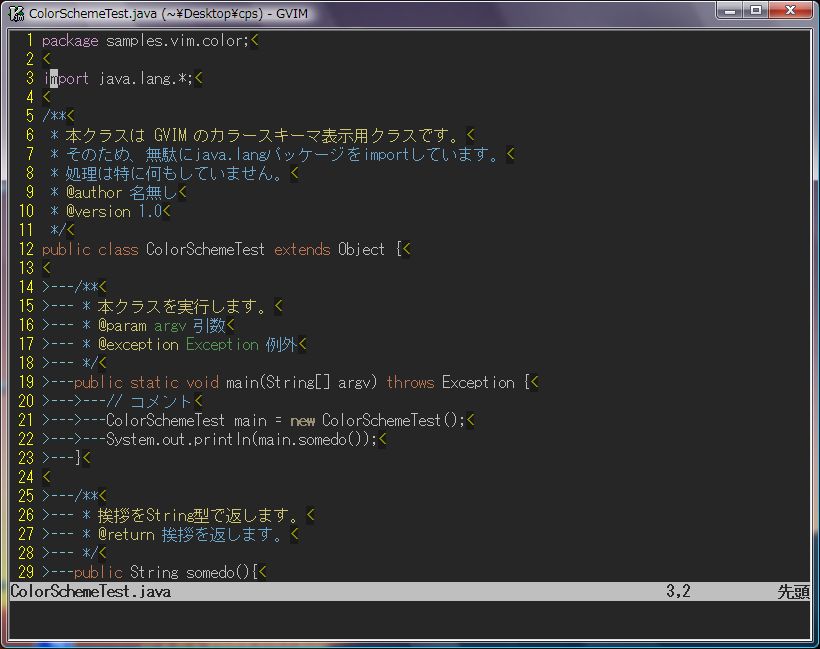 ColorSchemeTest.java (~¥Desktop¥cps) - GVIM
1 package samples.vim.color;<
2 <
3 import java.lang.*;<
4 <
5 /**<
6  * 本クラスは GVIM のカラースキーマ表示用クラスです。<
7  * そのため、無駄にjava.langパッケージをimportしています。<
8  * 処理は特に何もしていません。<
9  * @author 名無し<
10  * @version 1.0<
11  */<
12 public class ColorSchemeTest extends Object {<
13 <
14 >---/**<
15 >--- * 本クラスを実行します。<
16 >--- * @param argv 引数<
17 >--- * @exception Exception 例外<
18 >--- */<
19 >---public static void main(String[] argv) throws Exception {<
20 >--->---// コメント<
21 >--->---ColorSchemeTest main = new ColorSchemeTest();<
22 >--->---System.out.println(main.somedo());<
23 >---}<
24 <
25 >---/**<
26 >--- * 挨拶をString型で返します。<
27 >--- * @return 挨拶を返します。<
28 >--- */<
29 >---public String somedo(){<
ColorSchemeTest.java 3,2 先頭